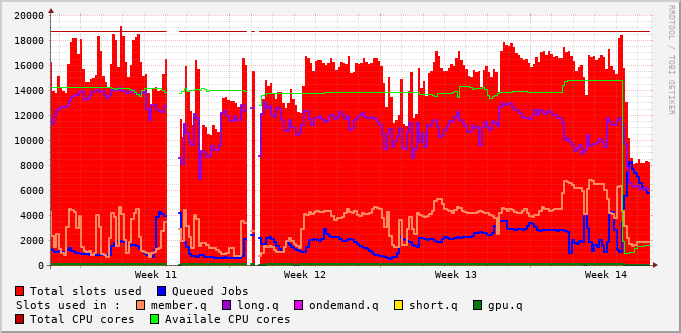 20000
18000
16000
14000
12000
10000
8000
6000
4000
2000
0
Week 11 Week 12 Week 13 Week 14
RRDTOOL / TOBI OETIKER
Total slots used Queued Jobs
Slots used in : member.q long.q ondemand.q short.q gpu.q
Total CPU cores Availale CPU cores